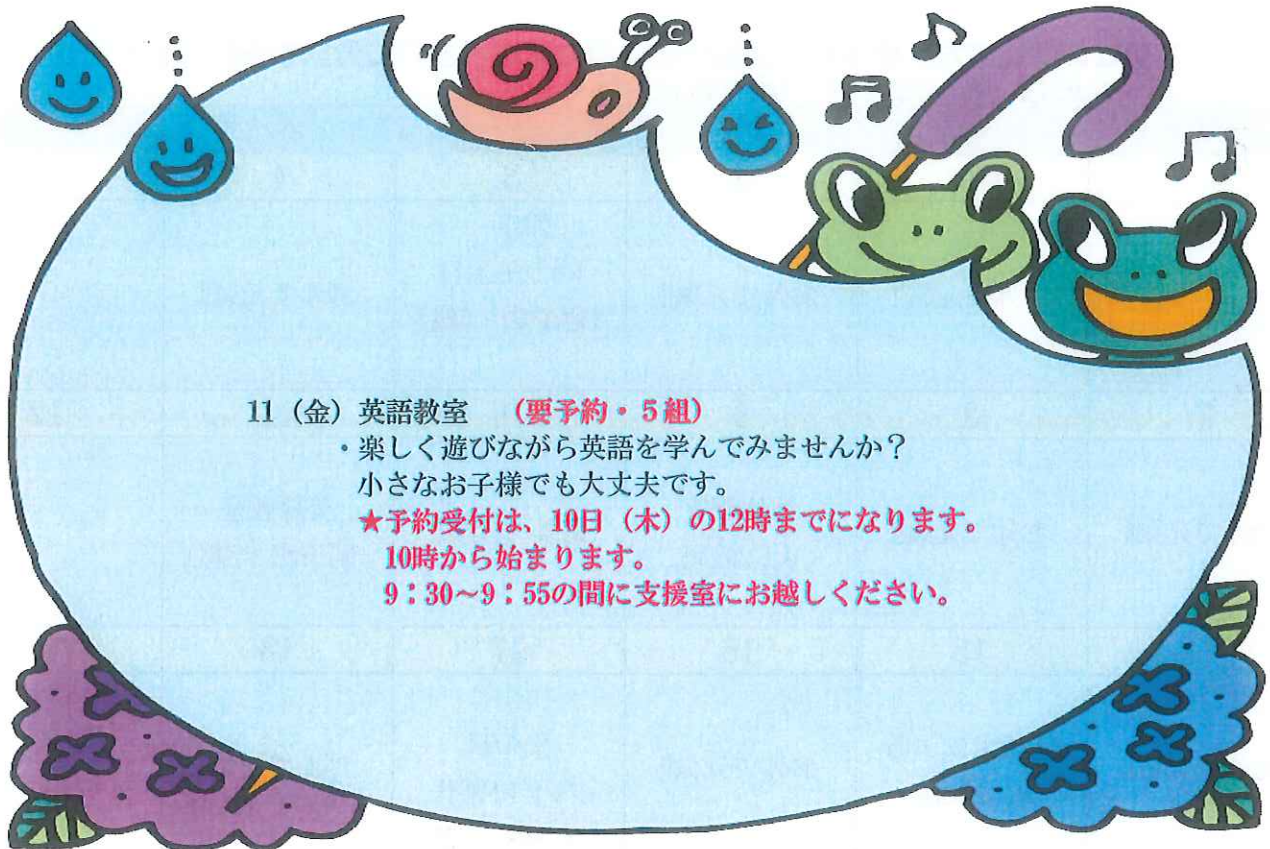 11（金）英語教室　（要予約・５組）
・楽しく遊びながら英語を学んでみませんか？
小さなお子様でも大丈夫です。
★予約受付は、10日（木）の12時までになります。
10時から始まります。
9：30～9：55の間に支援室にお越しください。